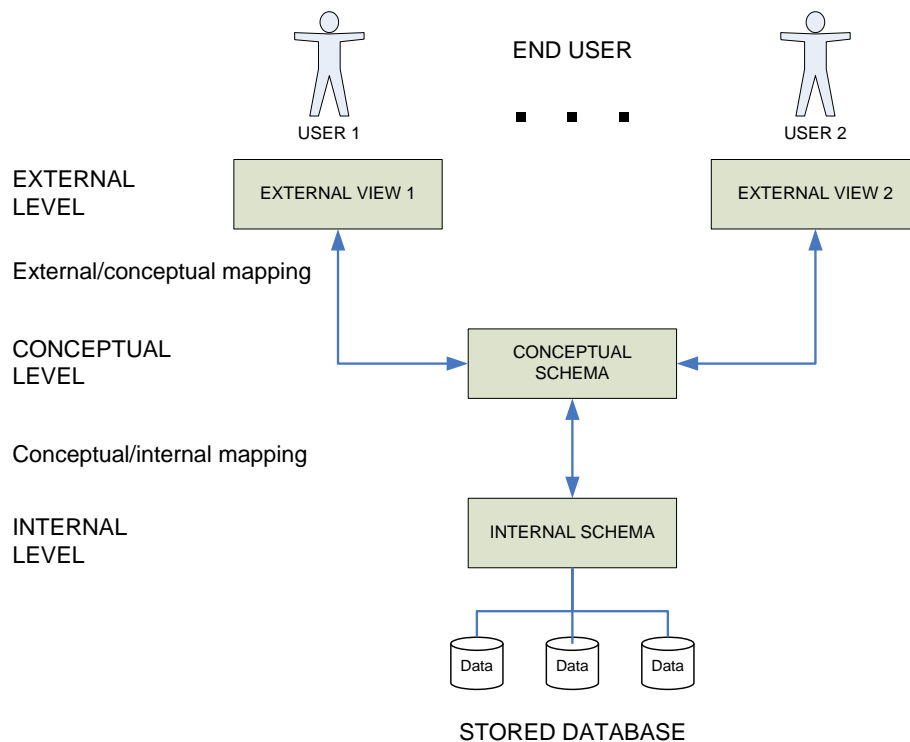 END USER
USER 1
USER 2
EXTERNAL
LEVEL
EXTERNAL VIEW 1
EXTERNAL VIEW 2
External/conceptual mapping
CONCEPTUAL
LEVEL
CONCEPTUAL
SCHEMA
Conceptual/internal mapping
INTERNAL
LEVEL
INTERNAL SCHEMA
Data
Data
Data
STORED DATABASE